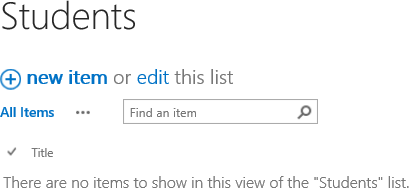 Students
new item or edit this list
All Items ••• Find an item
Title
There are no items to show in this view of the "Students" list.